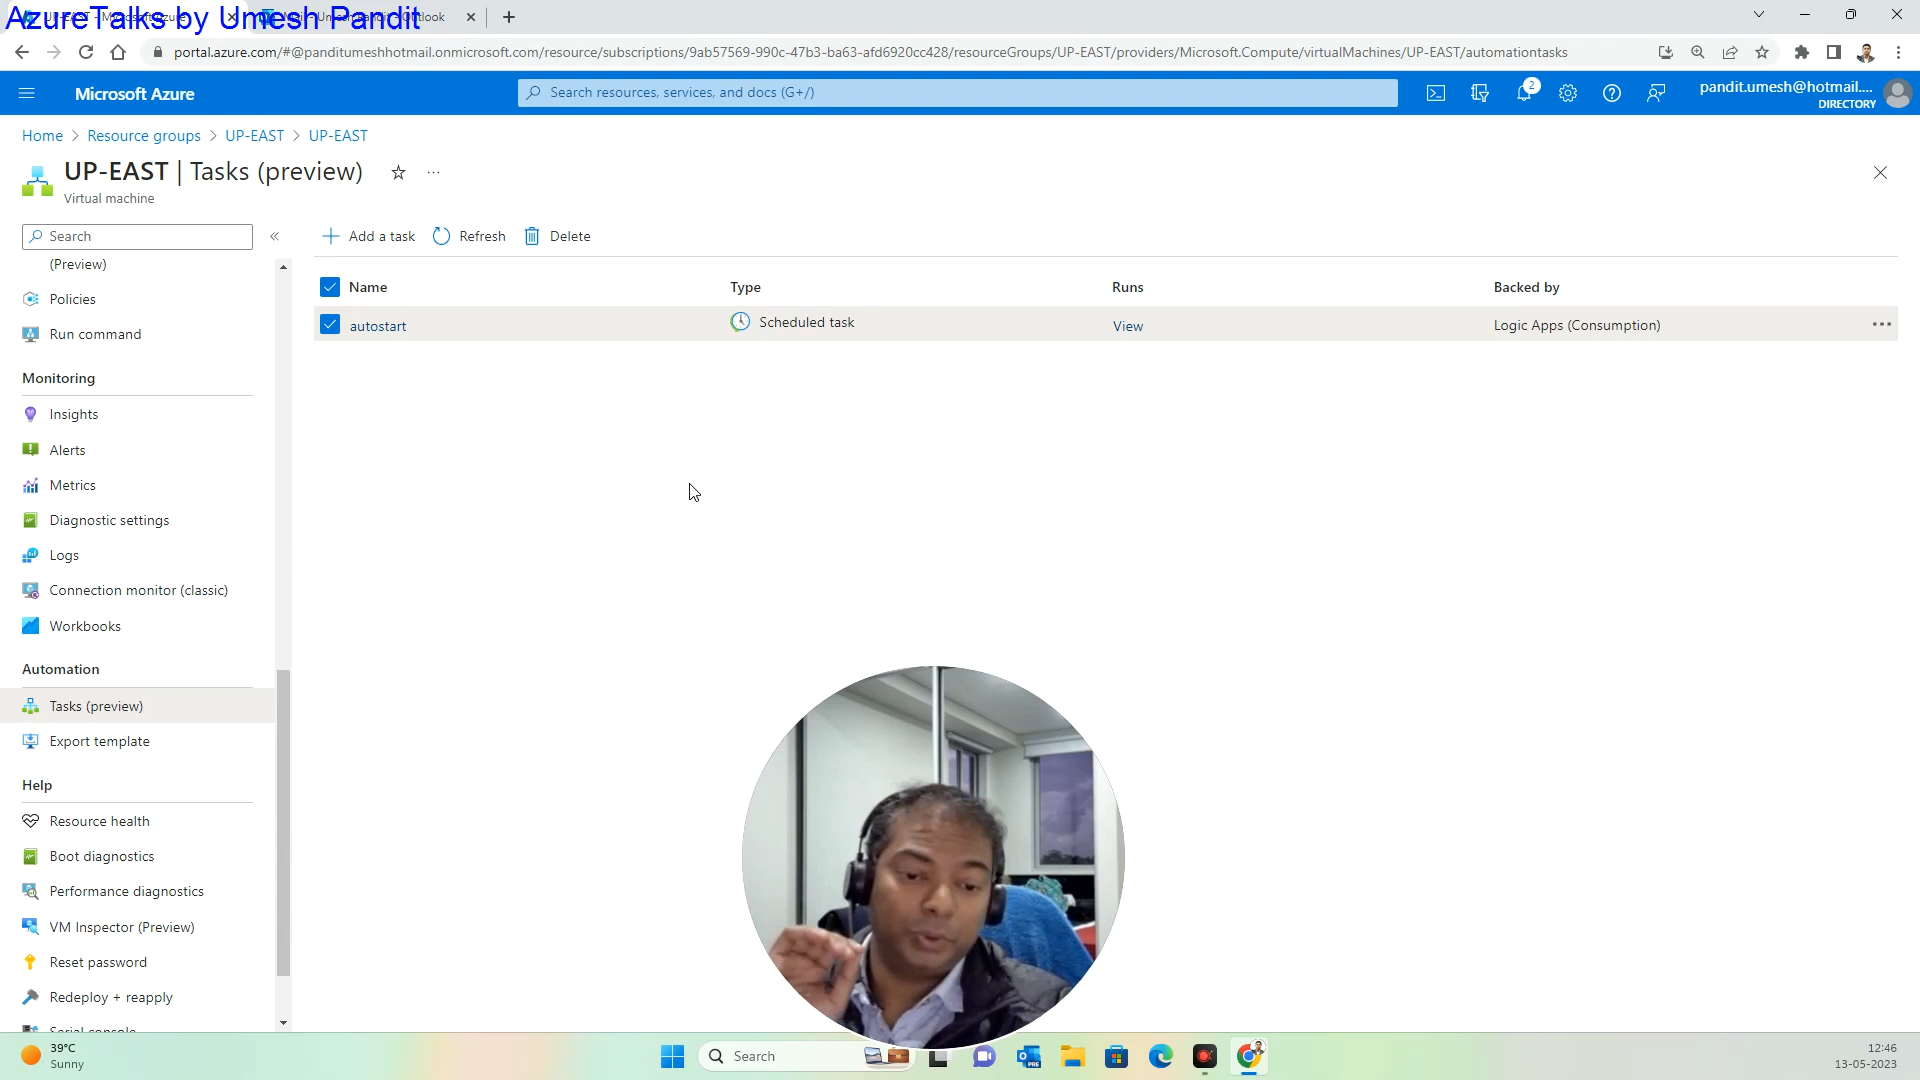 AzureTalks by Umesh Pandit
portal.azure.com/#@panditumeshhotmail.onmicrosoft.com/resource/subscriptions/9ab57569-990c-47b3-ba63-afd6920cc428/resourceGroups/UP-EAST/providers/Microsoft.Compute/virtualMachines/UP-EAST/automationtasks
Microsoft Azure
Search resources, services, and docs (G+/)
2
pandit.umesh@hotmail....
DIRECTORY
Home > Resource groups > UP-EAST > UP-EAST
UP-EAST | Tasks (preview)
Virtual machine
Search
Add a task
Refresh
Delete
Name
Type
Runs
Backed by
autostart
Scheduled task
View
Logic Apps (Consumption)
(Preview)
Policies
Run command
Monitoring
Insights
Alerts
Metrics
Diagnostic settings
Logs
Connection monitor (classic)
Workbooks
Automation
Tasks (preview)
Export template
Help
Resource health
Boot diagnostics
Performance diagnostics
VM Inspector (Preview)
Reset password
Redeploy + reapply
Serial console
39°C
Sunny
Search
PRE
12:46
13-05-2023